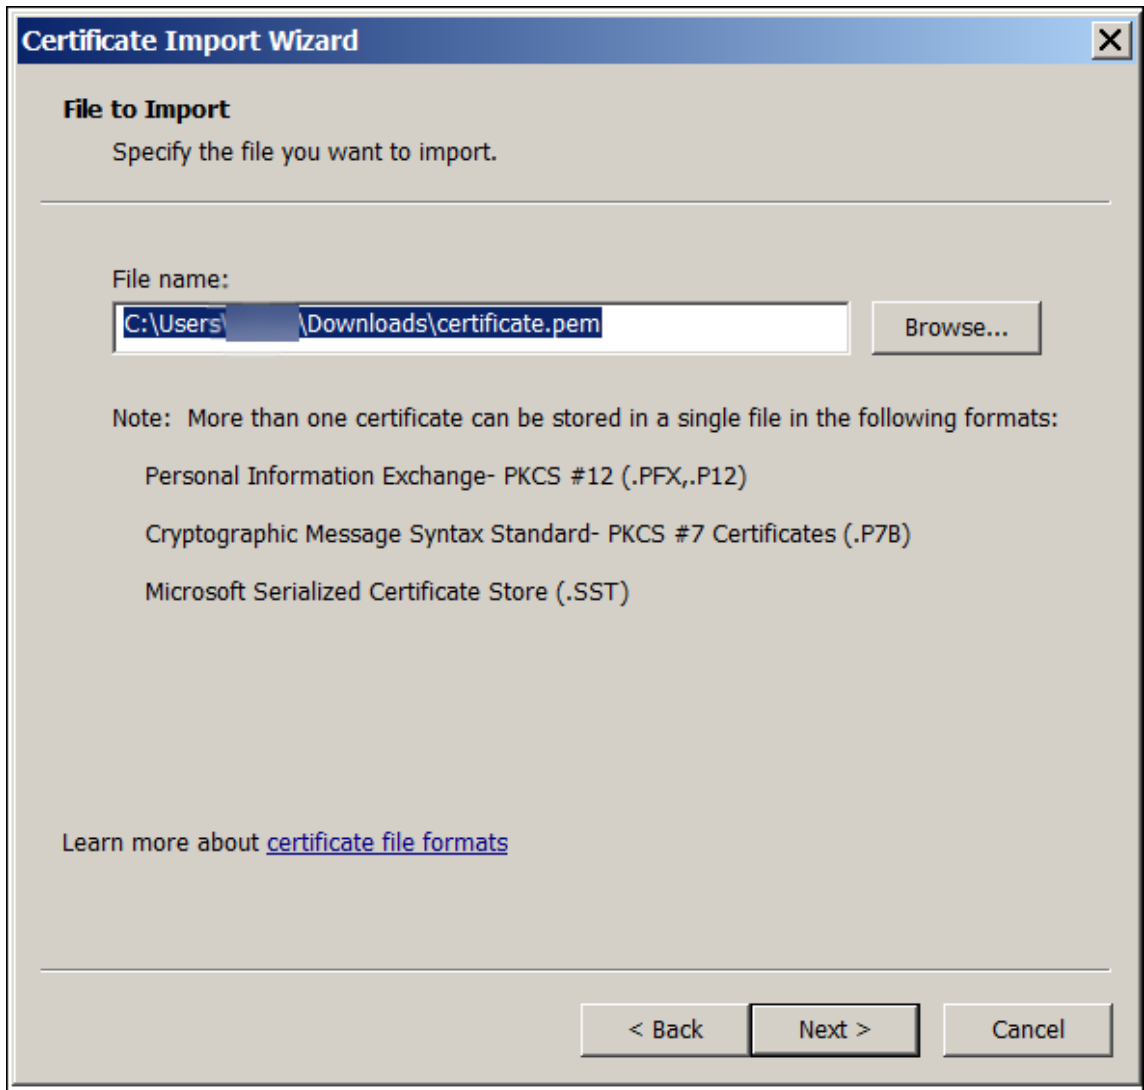 Certificate Import Wizard
File to Import
Specify the file you want to import.
File name:
C:\Users\ \Downloads\certificate.pem
Browse...
Note: More than one certificate can be stored in a single file in the following formats:
Personal Information Exchange- PKCS #12 (.PFX,.P12)
Cryptographic Message Syntax Standard- PKCS #7 Certificates (.P7B)
Microsoft Serialized Certificate Store (.SST)
Learn more about certificate file formats
< Back Next > Cancel